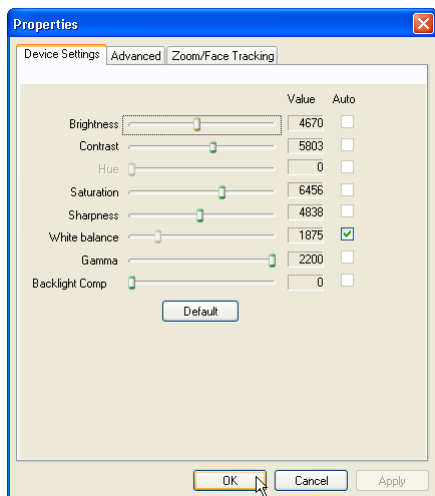 Properties
Device Settings Advanced Zoom/Face Tracking
Value Auto
Brightness 4670
Contrast 5803
Hue 0
Saturation 6456
Sharpness 4838
White balance 1875
Gamma 2200
Backlight Comp 0
Default
OK Cancel Apply